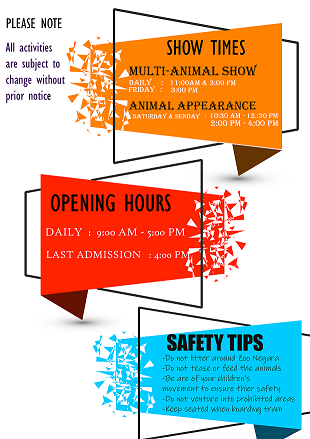 PLEASE NOTE
All activities
are subject to
change without
prior notice
SHOW TIMES
MULTI-ANIMAL SHOW
DAILY : 11:00AM & 3:00 PM
FRIDAY : 3:00 PM
ANIMAL APPEARANCE
SATURDAY & SUNDAY : 10:30 AM - 12.:30 PM
2:00 PM - 4:00 PM
OPENING HOURS
DAILY : 9:00 AM - 5:00 PM
LAST ADMISSION : 4:00 PM
SAFETY TIPS
-Do not litter around Zoo Negara
-Do not tease or feed the animals
-Be are of your children's
movement to ensure thier safety
-Do not venture into prohibited areas
-Keep seated when boarding tram